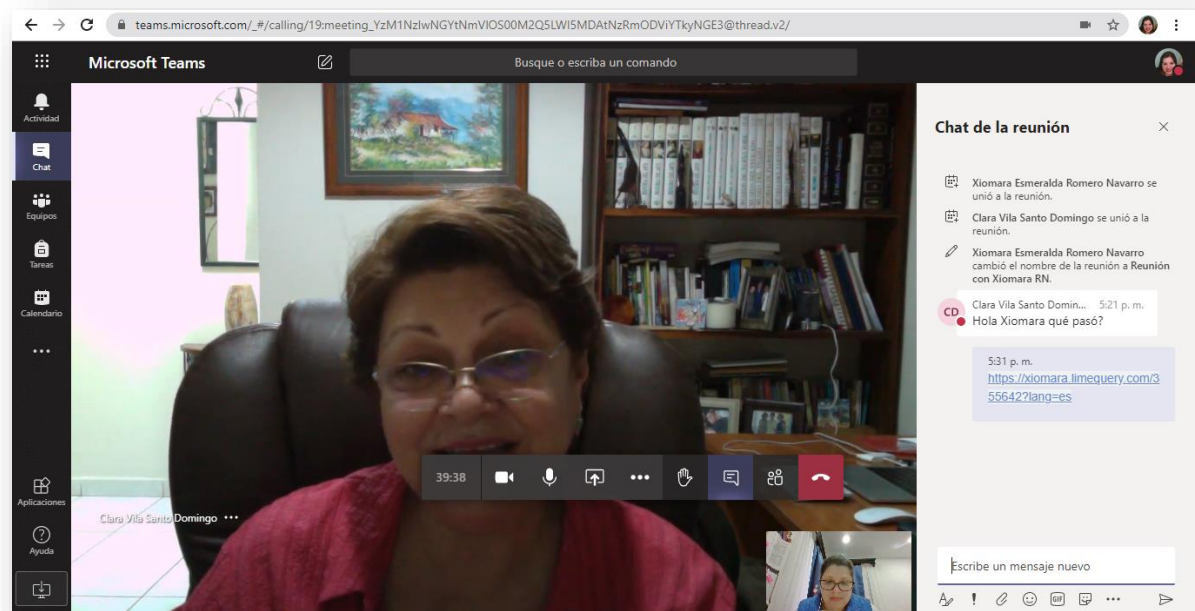 teams.microsoft.com/_#/calling/19:meeting_YzM1NzIwNGYtNmVlOS00M2Q5LWI5MDAtNzRmODViYTkyNGE3@thread.v2/
Microsoft Teams
Busque o escriba un comando
Actividad
Chat
Equipos
Tareas
Calendario
Aplicaciones
Ayuda
39:38
Clara Vila Santo Domingo
Chat de la reunión
Xiomara Esmeralda Romero Navarro se
unió a la reunión.
Clara Vila Santo Domingo se unió a la
reunión.
Xiomara Esmeralda Romero Navarro
cambió el nombre de la reunión a Reunión
con Xiomara RN.
CD
Clara Vila Santo Domin... 5:21 p. m.
Hola Xiomara qué pasó?
5:31 p. m.
https://xiomara.limequery.com/3
55642?lang=es
Escribe un mensaje nuevo
GIF